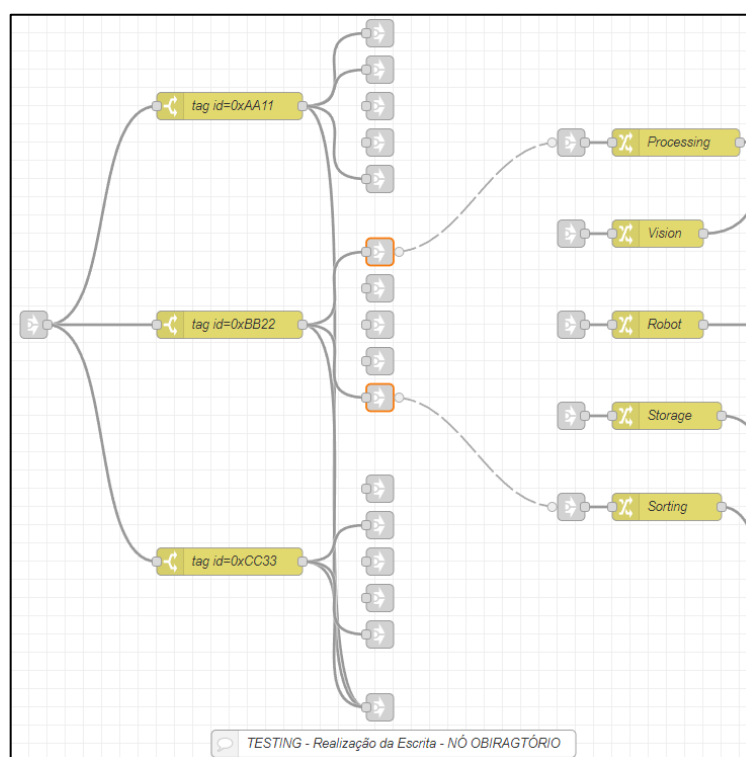 tag id=0xAA11
Processing
Vision
tag id=0xBB22
Robot
Storage
Sorting
tag id=0xCC33
TESTING - Realização da Escrita - NÓ OBIRAGTÓRIO